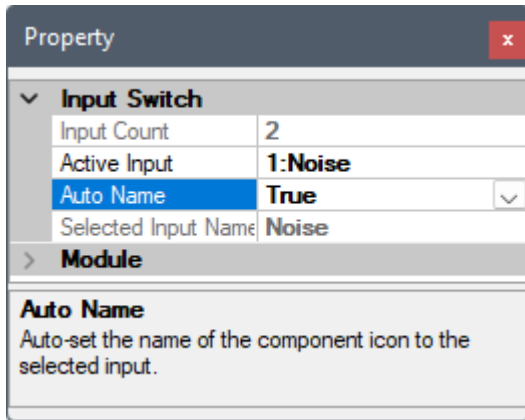 Property
x
Input Switch
Input Count 2
Active Input 1:Noise
Auto Name True
Selected Input Name Noise
Module
Auto Name
Auto-set the name of the component icon to the
selected input.